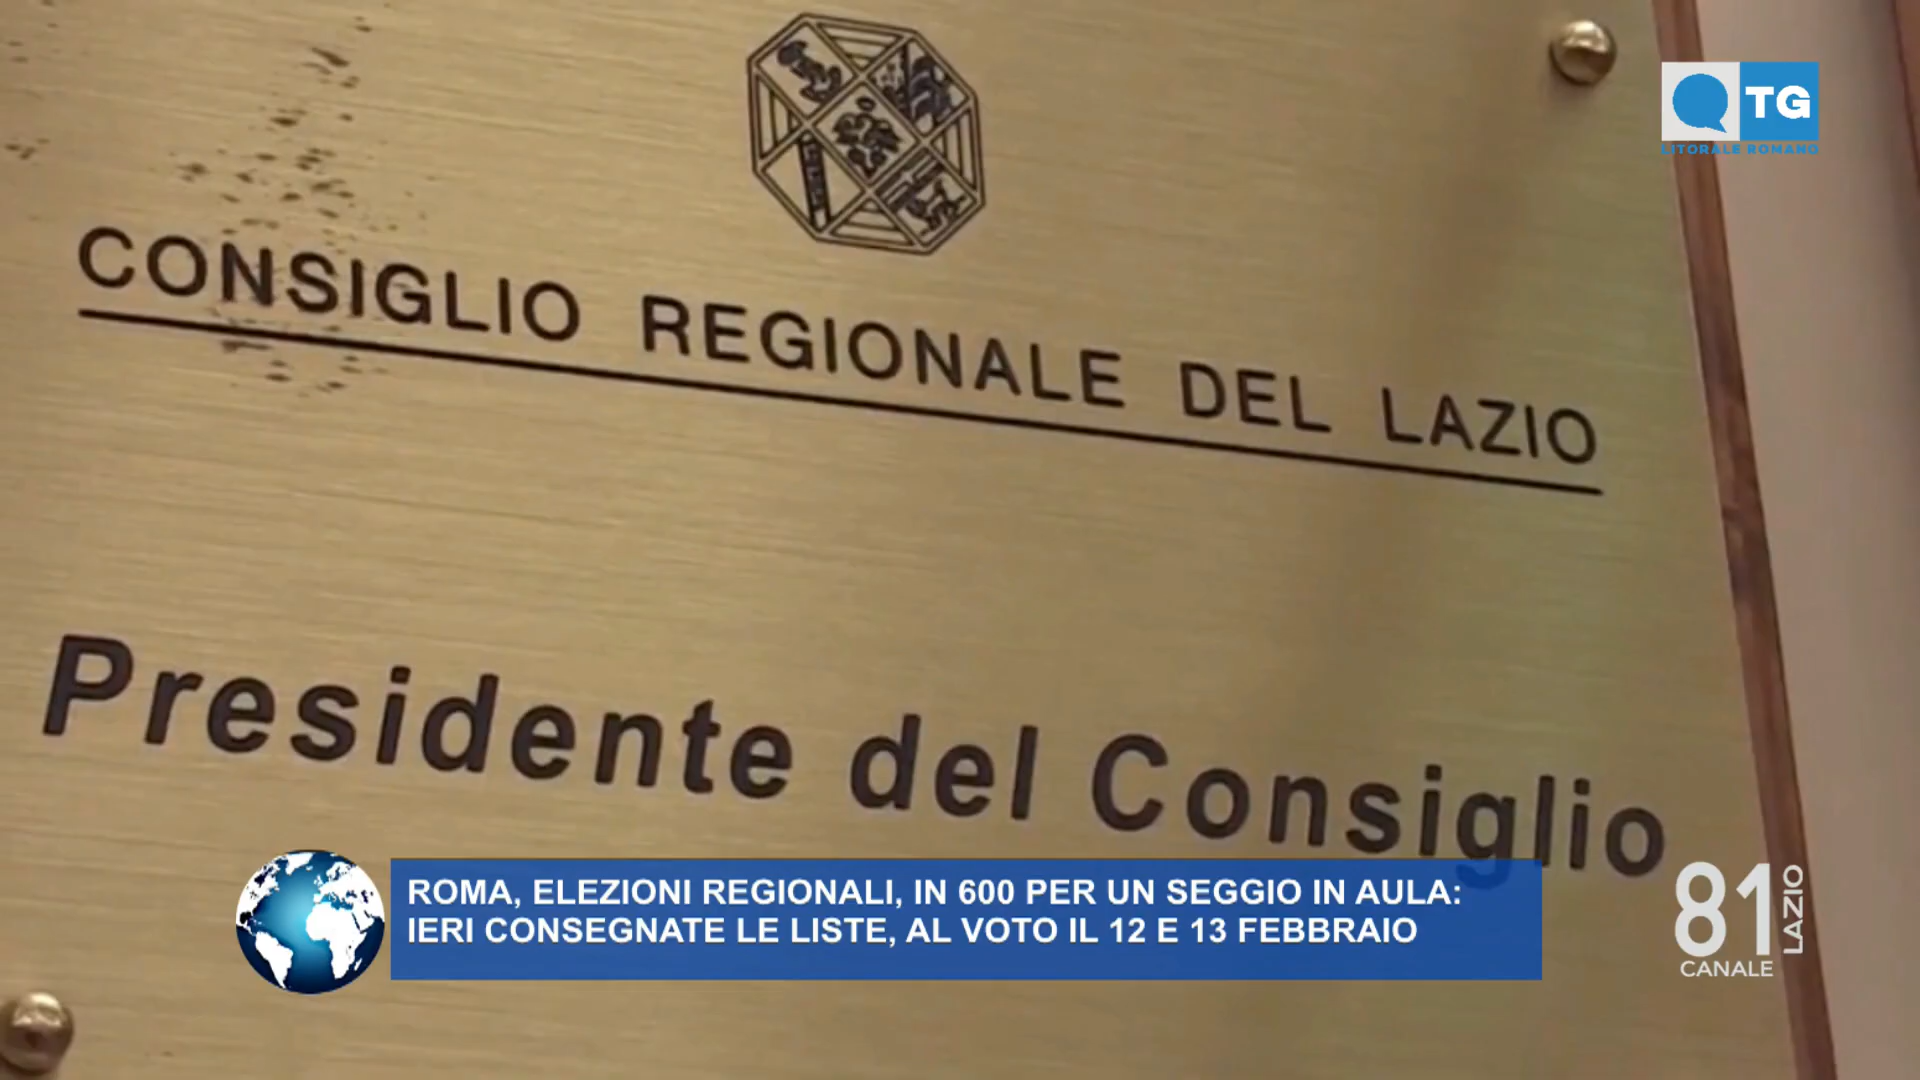 TG
LITORALE ROMANO
CONSIGLIO REGIONALE DEL LAZIO
Presidente del Consiglio
ROMA, ELEZIONI REGIONALI, IN 600 PER UN SEGGIO IN AULA:
IERI CONSEGNATE LE LISTE, AL VOTO IL 12 E 13 FEBBRAIO
81
LAZIO
CANALE